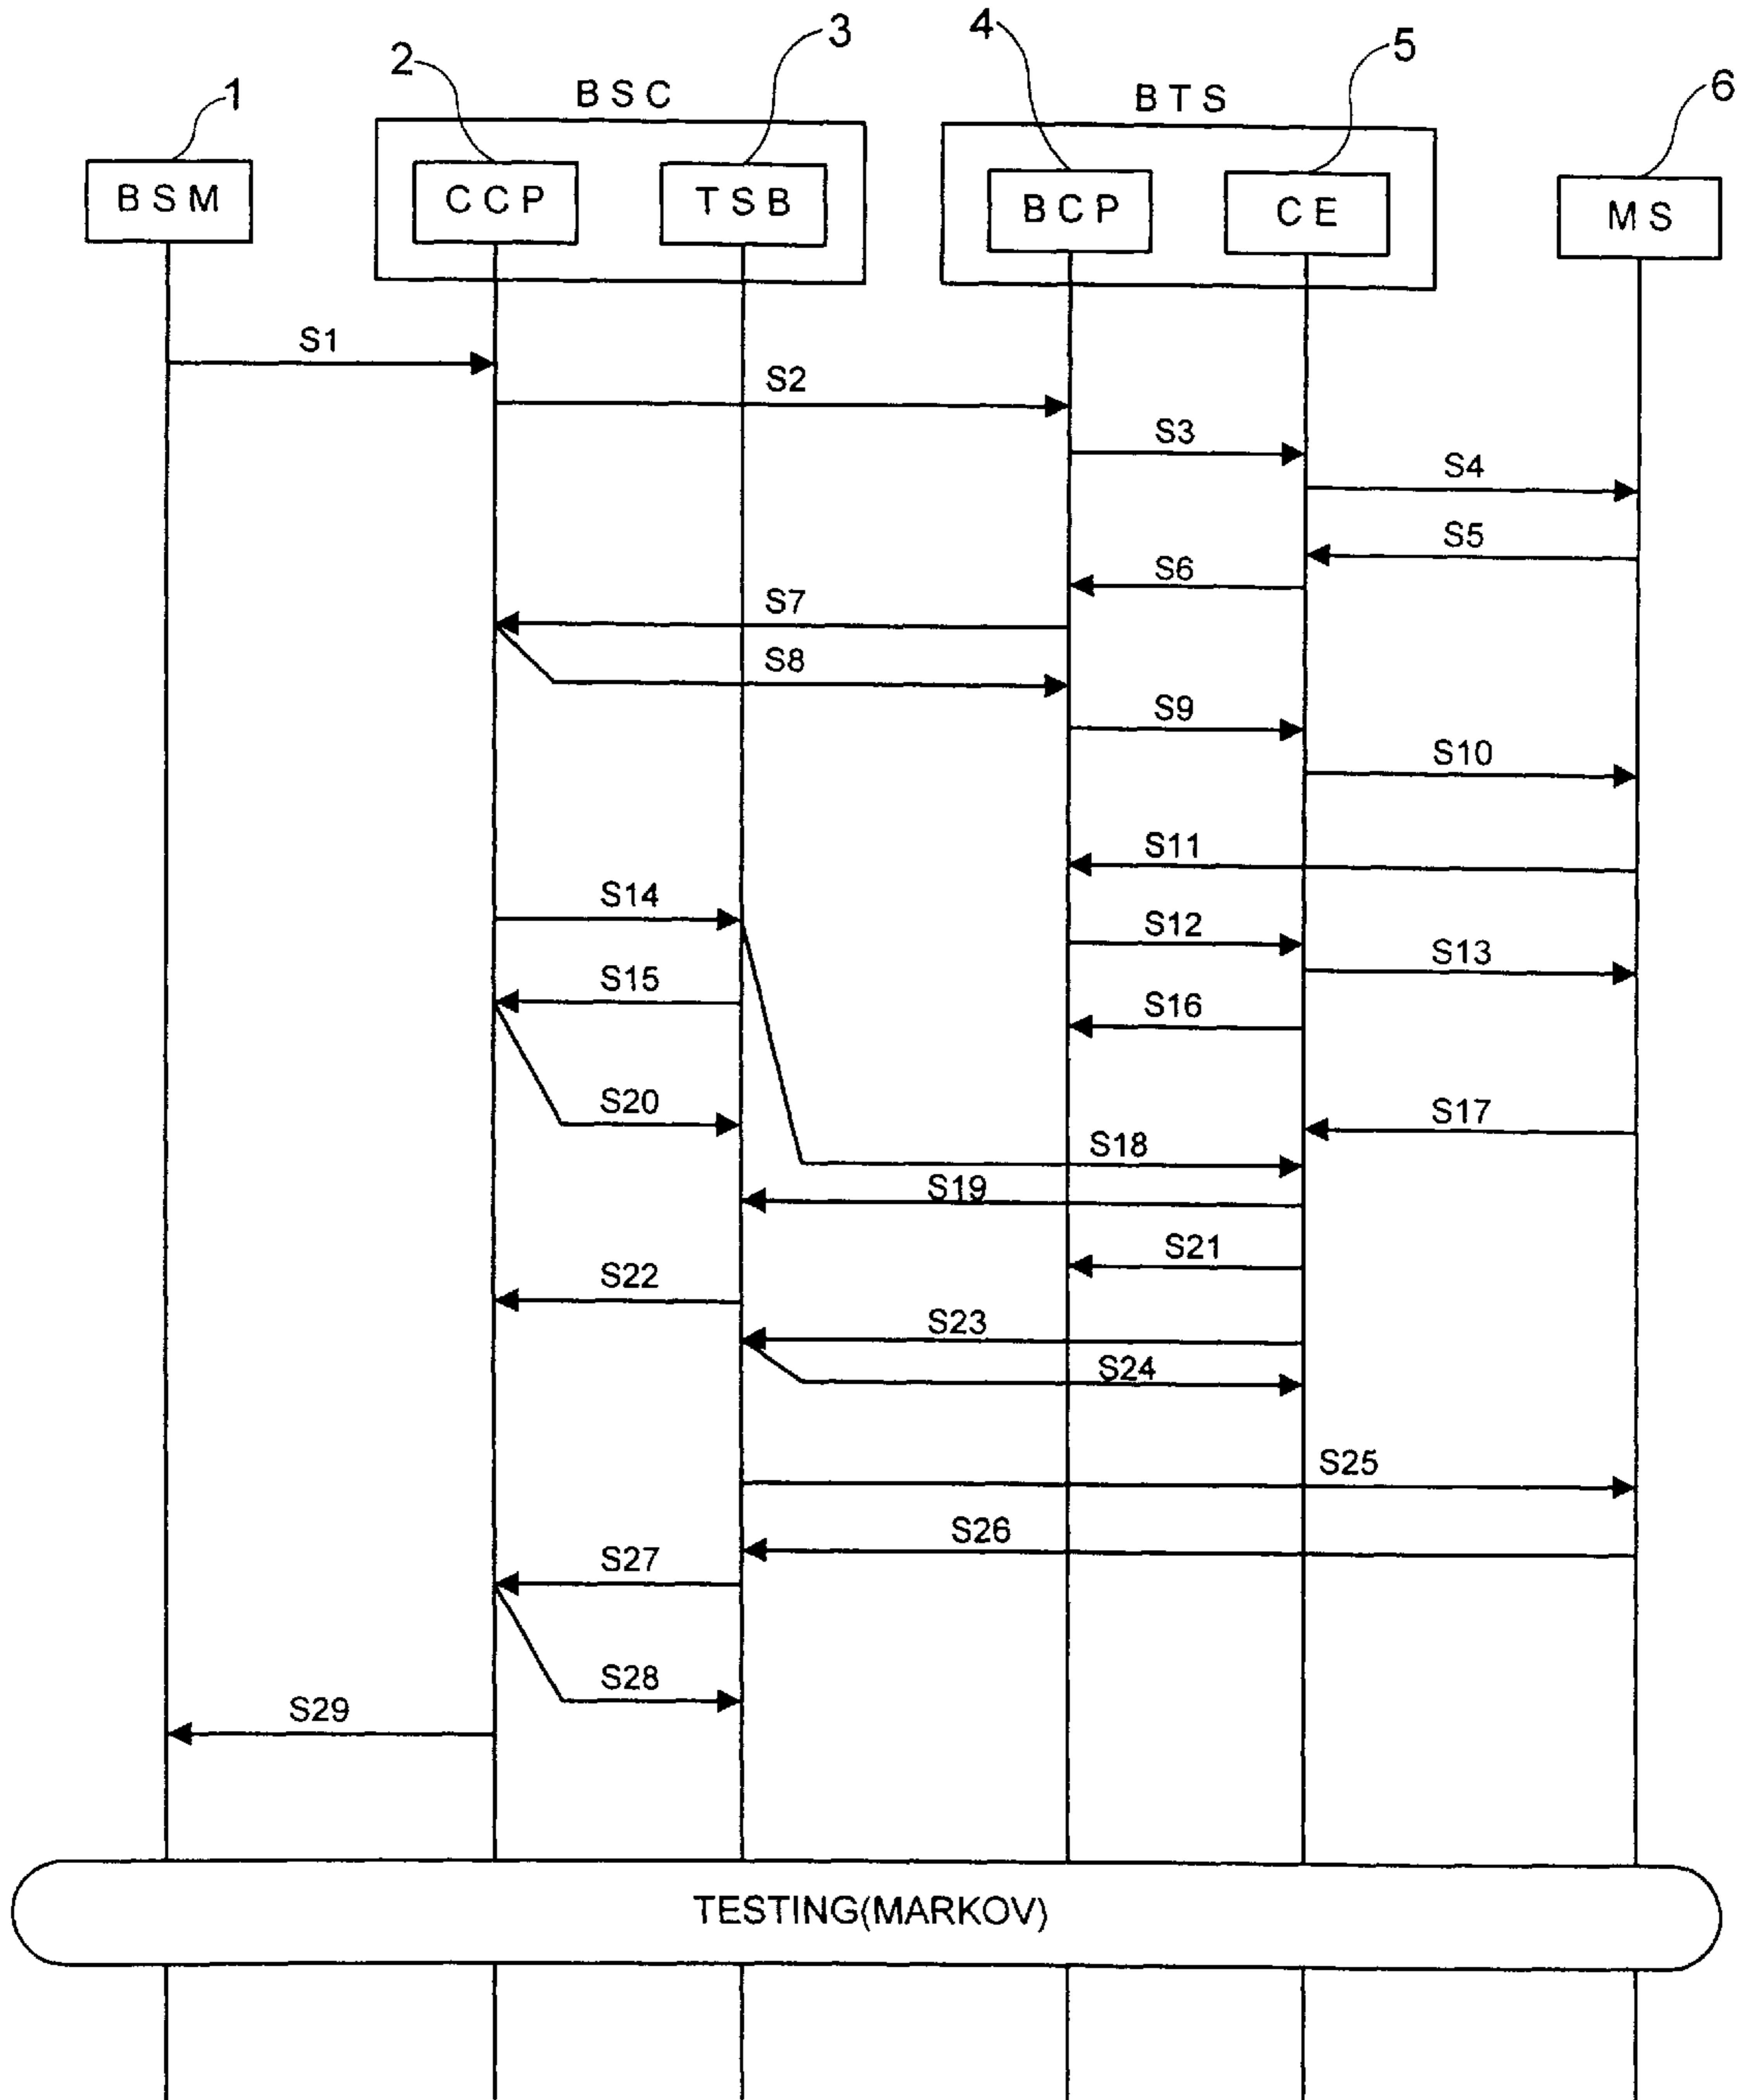 3
4
2
5
1
BSC
BTS
6
BSM
CCP
TSB
BCP
CE
MS
S1
S2
S3
S4
S5
S6
S7
S8
S9
S10
S11
S14
S12
S13
S15
S16
S20
S17
S18
S19
S21
S22
S23
S24
S25
S26
S27
S28
S29
TESTING(MARKOV)